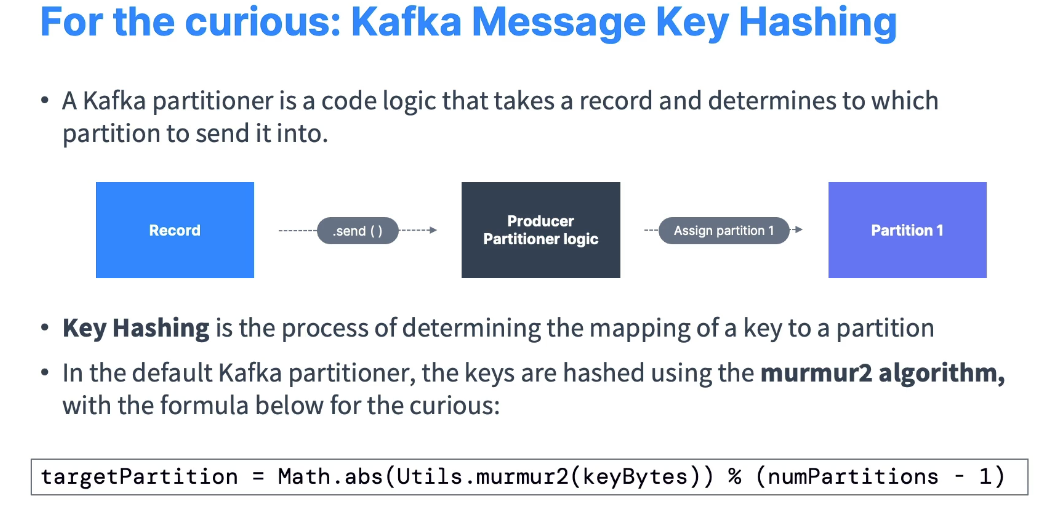 For the curious: Kafka Message Key Hashing
• A Kafka partitioner is a code logic that takes a record and determines to which
partition to send it into.
Record
.send ( )
Producer
Partitioner logic
Assign partition 1
Partition 1
• Key Hashing is the process of determining the mapping of a key to a partition
• In the default Kafka partitioner, the keys are hashed using the murmur2 algorithm,
with the formula below for the curious:
targetPartition = Math.abs(Utils.murmur2(keyBytes)) % (numPartitions - 1)